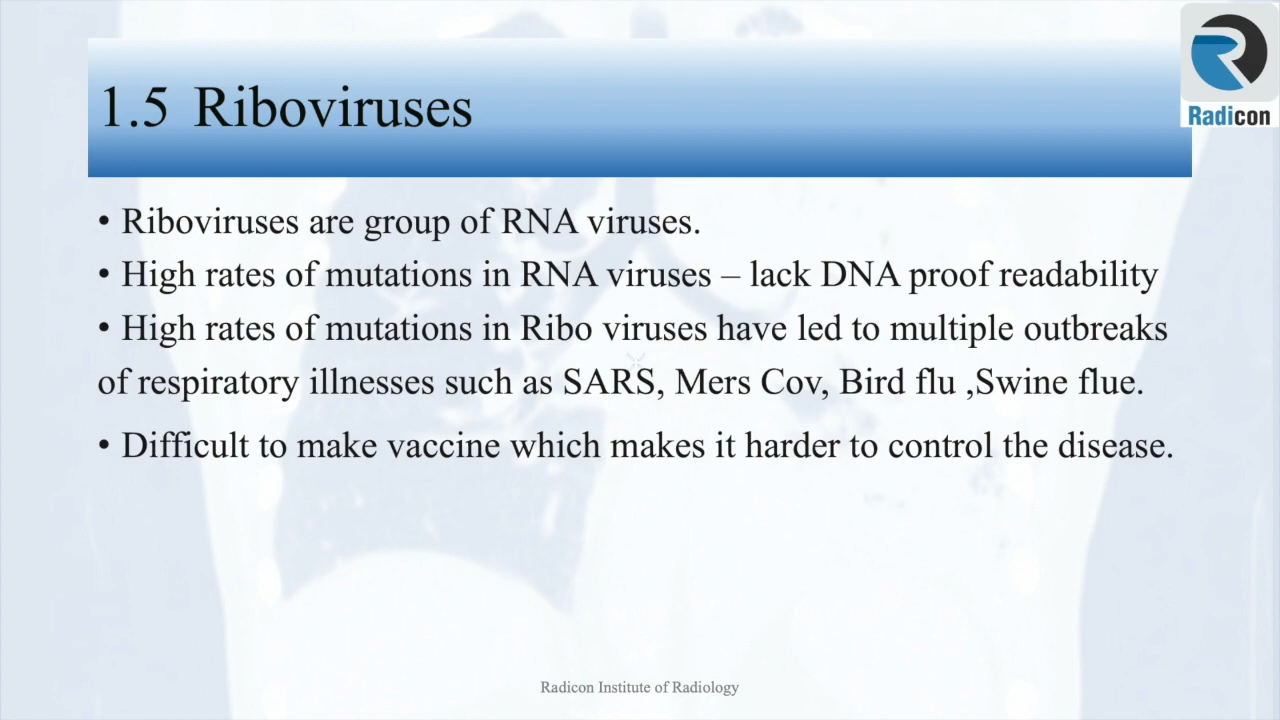 1.5 Riboviruses
Radicon
• Riboviruses are group of RNA viruses.
• High rates of mutations in RNA viruses – lack DNA proof readability
• High rates of mutations in Ribo viruses have led to multiple outbreaks
of respiratory illnesses such as SARS, Mers Cov, Bird flu ,Swine flue.
• Difficult to make vaccine which makes it harder to control the disease.
Radicon Institute of Radiology